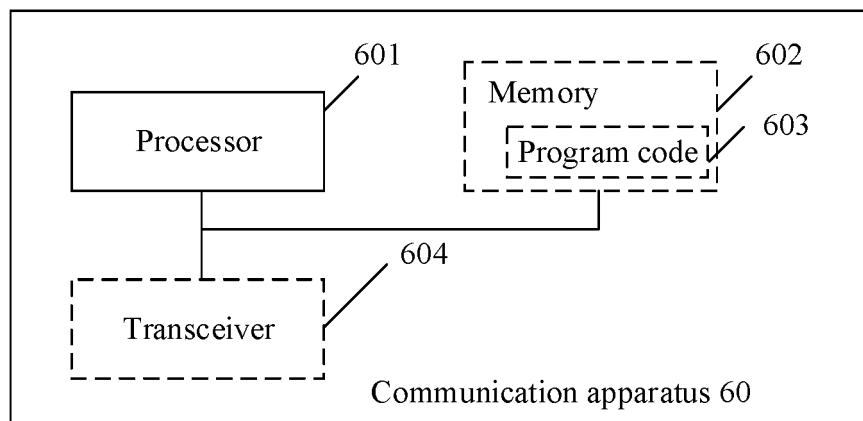 601
602
Memory
Processor
603
Program code
604
Transceiver
Communication apparatus 60